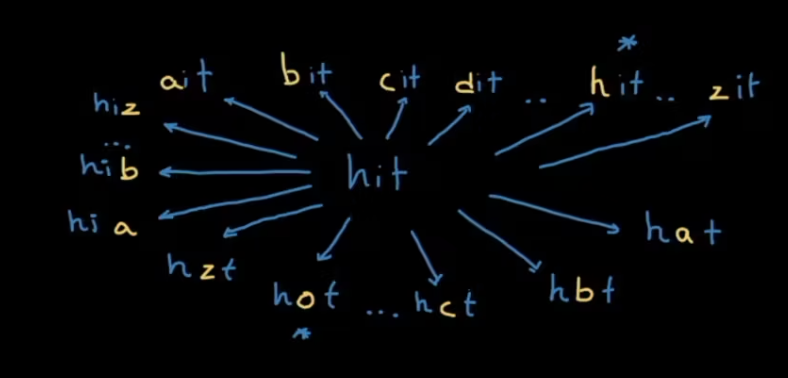 ait bit cit dit .. hit .. zit
*
hiz
...
hib
hia
hit
hat
hzt
hot ... hct hbt
*